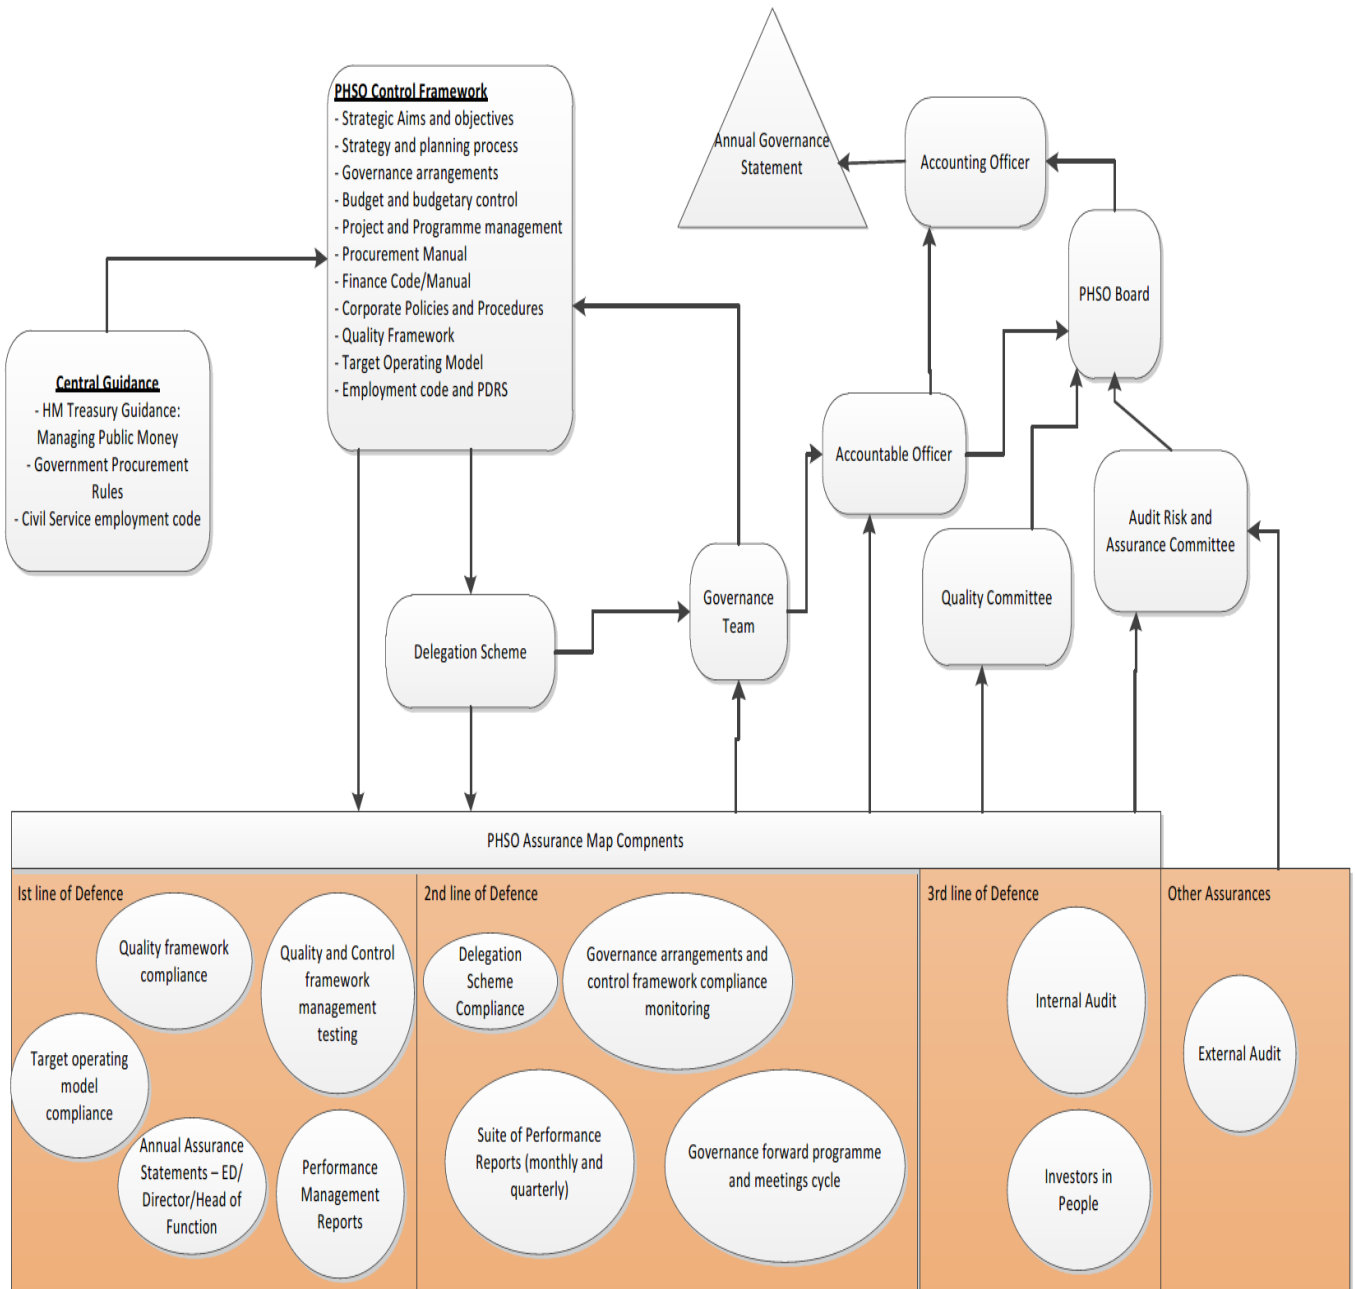 PHSO Control Framework
- Strategic Aims and objectives
- Strategy and planning process
- Governance arrangements
- Budget and budgetary control
- Project and Programme management
- Procurement Manual
- Finance Code/Manual
- Corporate Policies and Procedures
- Quality Framework
- Target Operating Model
- Employment code and PDRS
Annual Governance
Statement
Accounting Officer
PHSO Board
Central Guidance
- HM Treasury Guidance:
Managing Public Money
- Government Procurement
Rules
- Civil Service employment code
Accountable Officer
Audit Risk and
Assurance Committee
Quality Committee
Governance
Team
Delegation Scheme
PHSO Assurance Map Compnents
Ist line of Defence
Quality framework
compliance
Quality and Control
framework
management
testing
Target operating
model
compliance
Annual Assurance
Statements – ED/
Director/Head of
Function
Performance
Management
Reports
2nd line of Defence
Delegation
Scheme
Compliance
Governance arrangements and
control framework compliance
monitoring
Suite of Performance
Reports (monthly and
quarterly)
Governance forward programme
and meetings cycle
3rd line of Defence
Internal Audit
Investors in
People
Other Assurances
External Audit